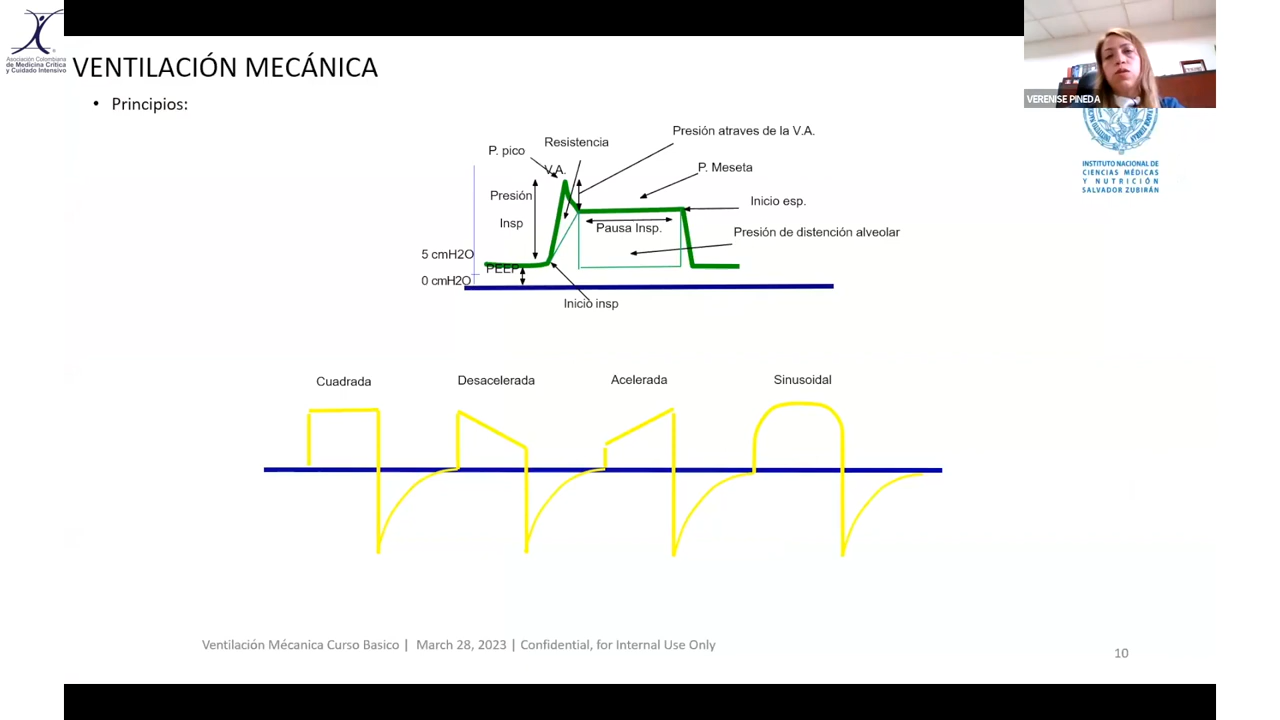 Asociación Colombiana
de Medicina Crítica
y Cuidado Intensivo
VENTILACIÓN MECÁNICA
• Principios:
VERENISE PINEDA
INSTITUTO NACIONAL DE
CIENCIAS MÉDICAS
Y NUTRICIÓN
SALVADOR ZUBIRÁN
Presión atraves de la V.A.
Resistencia
V.A.
P. pico
P. Meseta
Presión
Insp
Inicio esp.
Pausa Insp.
Presión de distención alveolar
5 cmH2O
PEEP
0 cmH2O
Inicio insp
Cuadrada
Desacelerada
Acelerada
Sinusoidal
Ventilación Mécanica Curso Basico | March 28, 2023 | Confidential, for Internal Use Only
10